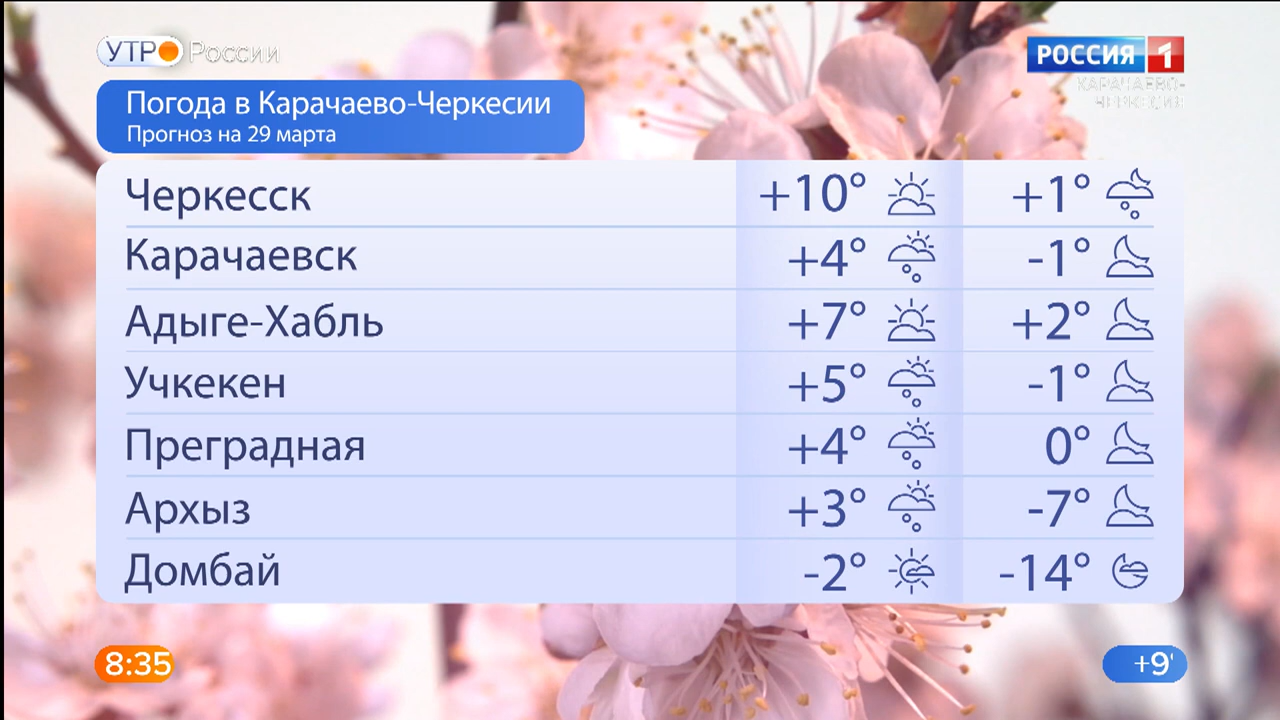 УТРО России
РОССИЯ 1
КАРАЧАЕВО-
ЧЕРКЕСИЯ
Погода в Карачаево-Черкесии
Прогноз на 29 марта
Черкесск +10° +1°
Карачаевск +4° -1°
Адыге-Хабль +7° +2°
Учкекен +5° -1°
Преградная +4° 0°
Архыз +3° -7°
Домбай -2° -14°
8:35 +9°